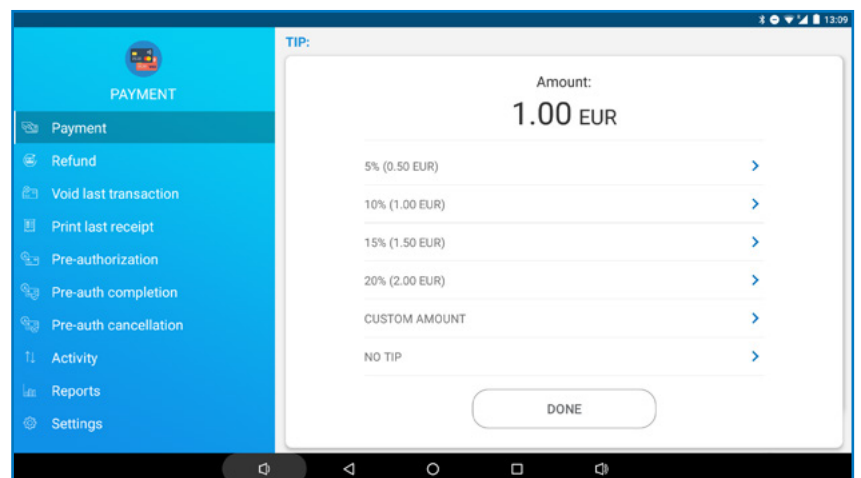 13:09
PAYMENT
Payment
Refund
Void last transaction
Print last receipt
Pre-authorization
Pre-auth completion
Pre-auth cancellation
Activity
Reports
Settings
TIP:
Amount:
1.00 EUR
5% (0.50 EUR)
10% (1.00 EUR)
15% (1.50 EUR)
20% (2.00 EUR)
CUSTOM AMOUNT
NO TIP
DONE